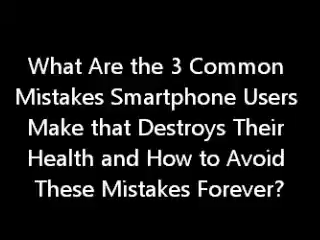 What Are the 3 Common
Mistakes Smartphone Users
Make that Destroys Their
Health and How to Avoid
These Mistakes Forever?